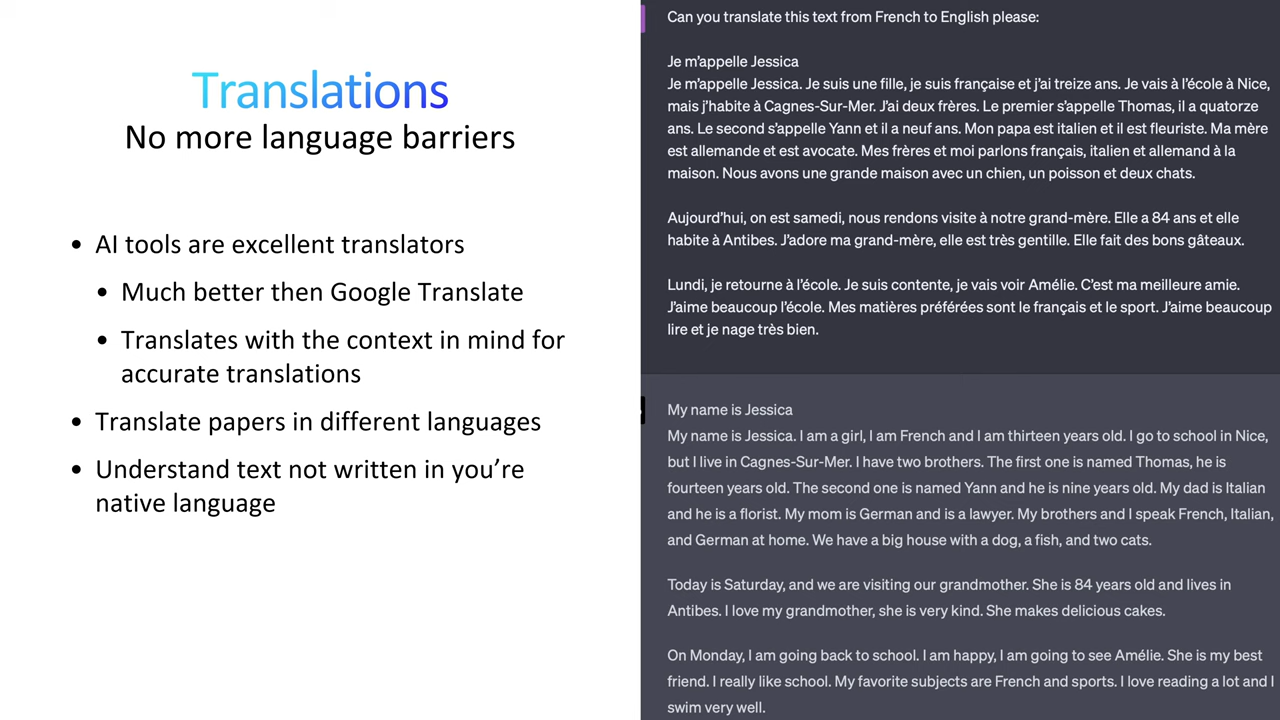 Translations
No more language barriers
• AI tools are excellent translators
• Much better then Google Translate
• Translates with the context in mind for
accurate translations
• Translate papers in different languages
• Understand text not written in you’re
native language
Can you translate this text from French to English please:
Je m’appelle Jessica
Je m’appelle Jessica. Je suis une fille, je suis française et j’ai treize ans. Je vais à l’école à Nice,
mais j’habite à Cagnes-Sur-Mer. J’ai deux frères. Le premier s’appelle Thomas, il a quatorze
ans. Le second s’appelle Yann et il a neuf ans. Mon papa est italien et il est fleuriste. Ma mère
est allemande et est avocate. Mes frères et moi parlons français, italien et allemand à la
maison. Nous avons une grande maison avec un chien, un poisson et deux chats.
Aujourd’hui, on est samedi, nous rendons visite à notre grand-mère. Elle a 84 ans et elle
habite à Antibes. J’adore ma grand-mère, elle est très gentille. Elle fait des bons gâteaux.
Lundi, je retourne à l’école. Je suis contente, je vais voir Amélie. C’est ma meilleure amie.
J’aime beaucoup l’école. Mes matières préférées sont le français et le sport. J’aime beaucoup
lire et je nage très bien.
My name is Jessica
My name is Jessica. I am a girl, I am French and I am thirteen years old. I go to school in Nice,
but I live in Cagnes-Sur-Mer. I have two brothers. The first one is named Thomas, he is
fourteen years old. The second one is named Yann and he is nine years old. My dad is Italian
and he is a florist. My mom is German and is a lawyer. My brothers and I speak French, Italian,
and German at home. We have a big house with a dog, a fish, and two cats.
Today is Saturday, and we are visiting our grandmother. She is 84 years old and lives in
Antibes. I love my grandmother, she is very kind. She makes delicious cakes.
On Monday, I am going back to school. I am happy, I am going to see Amélie. She is my best
friend. I really like school. My favorite subjects are French and sports. I love reading a lot and I
swim very well.